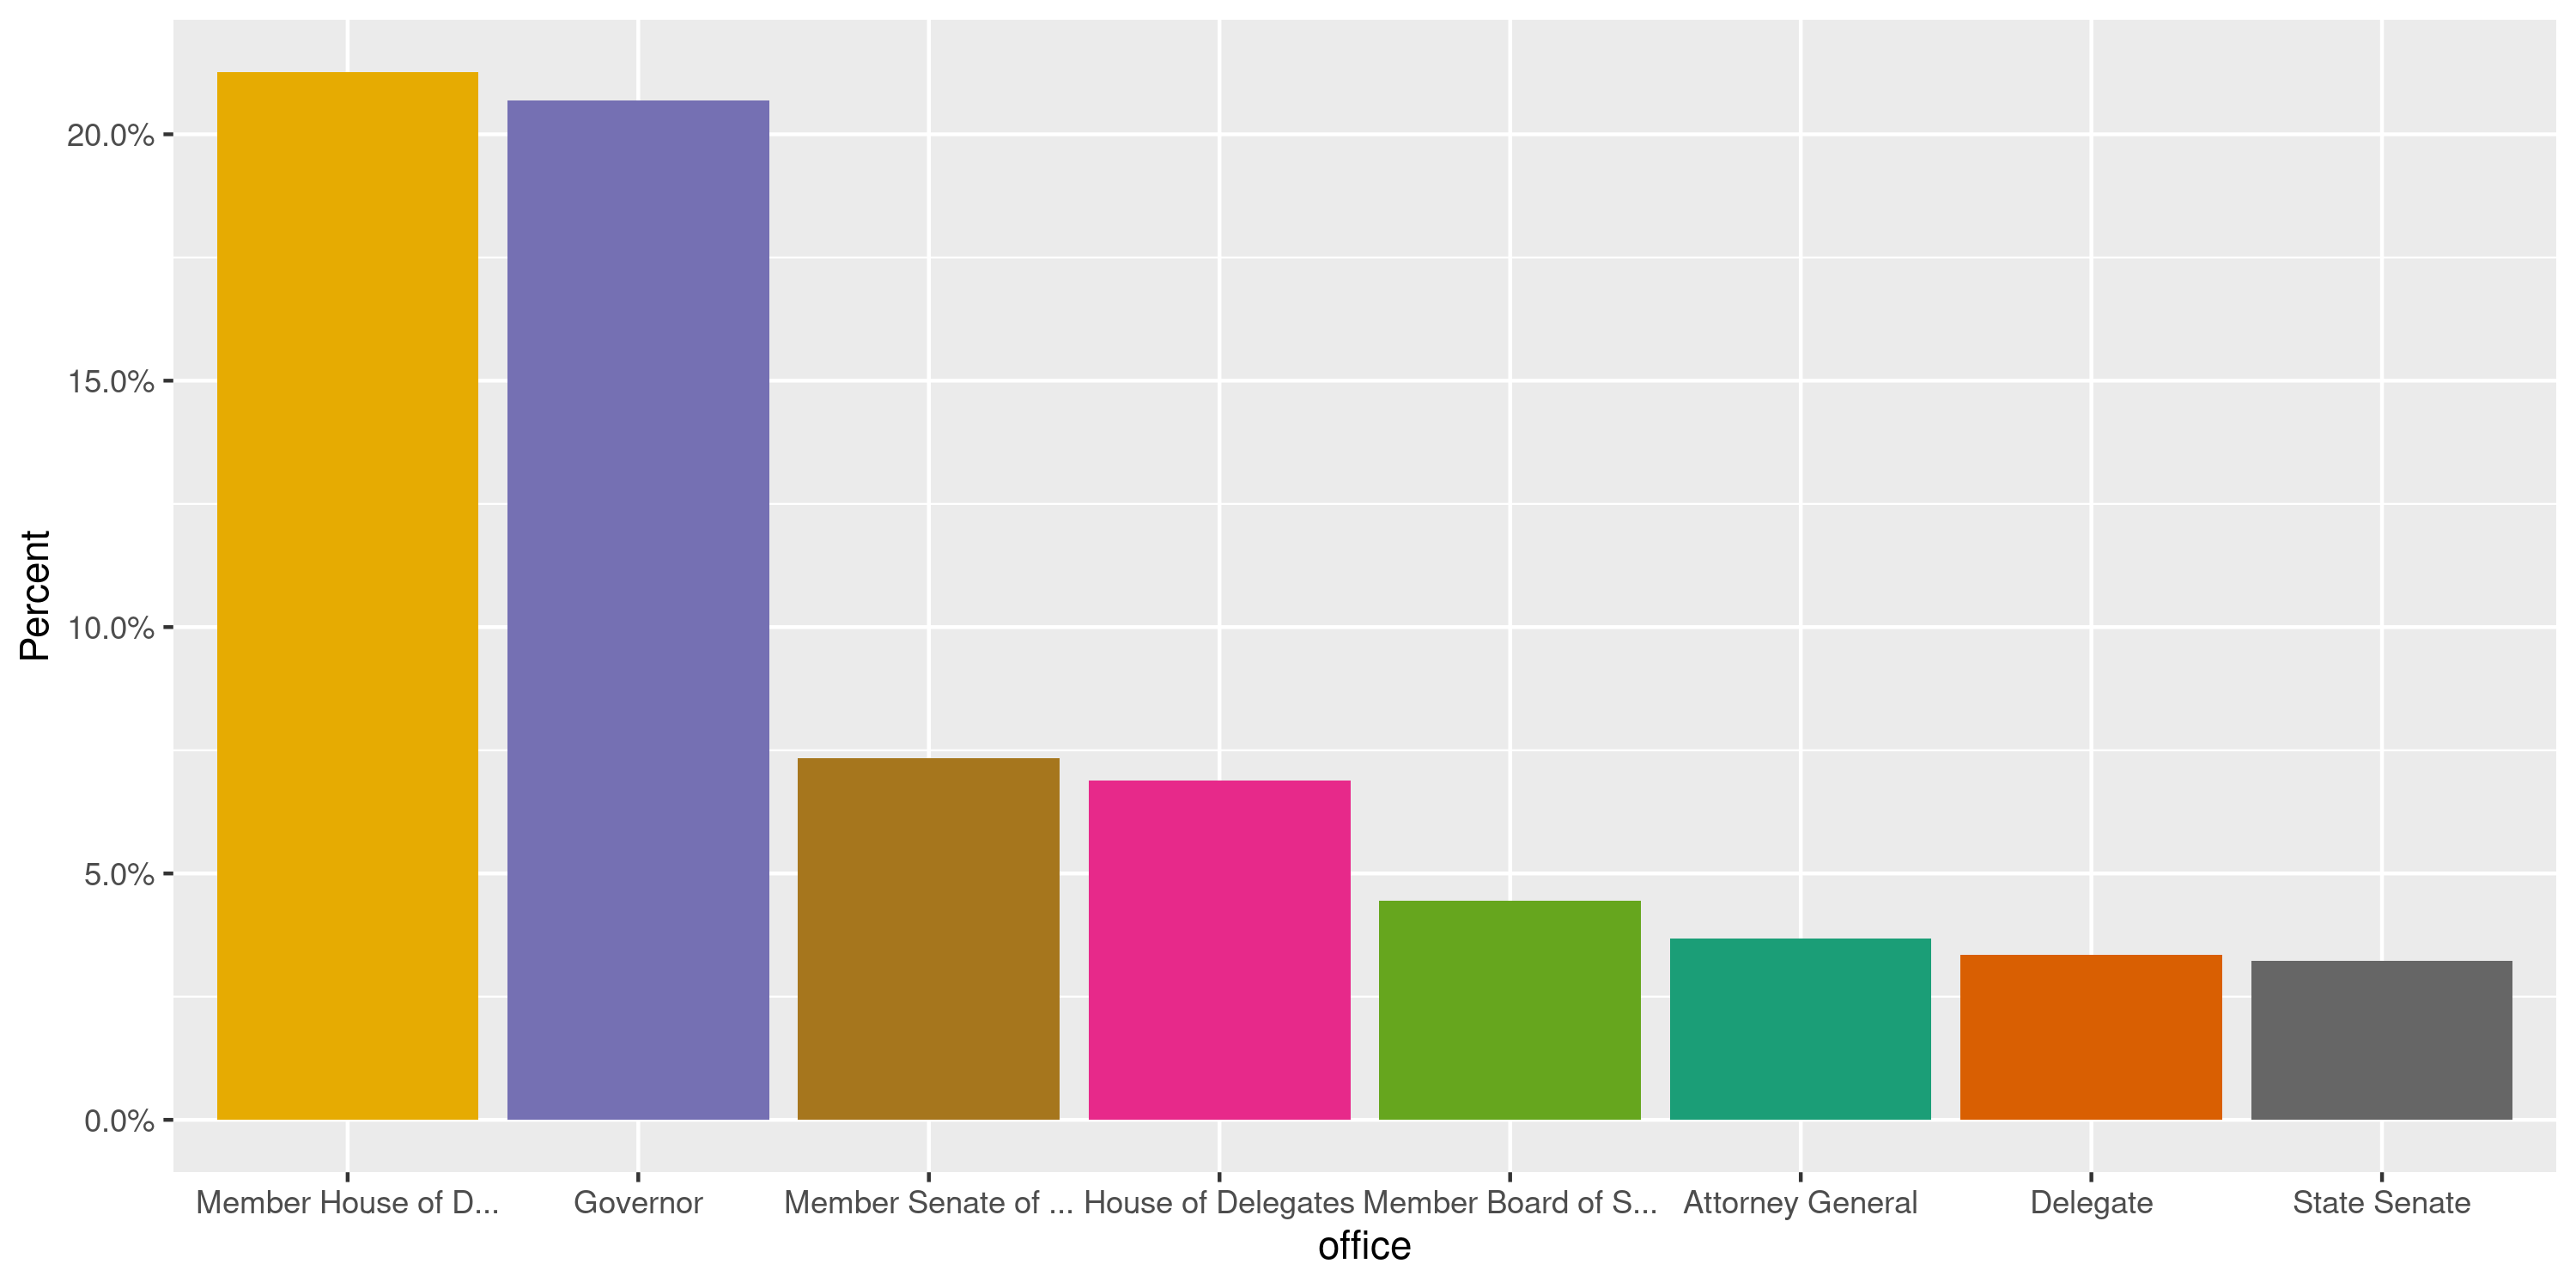 20.0%
15.0%
10.0%
5.0%
0.0%
Percent
Member House of D... Governor Member Senate of ... House of Delegates Member Board of S... Attorney General Delegate State Senate
office